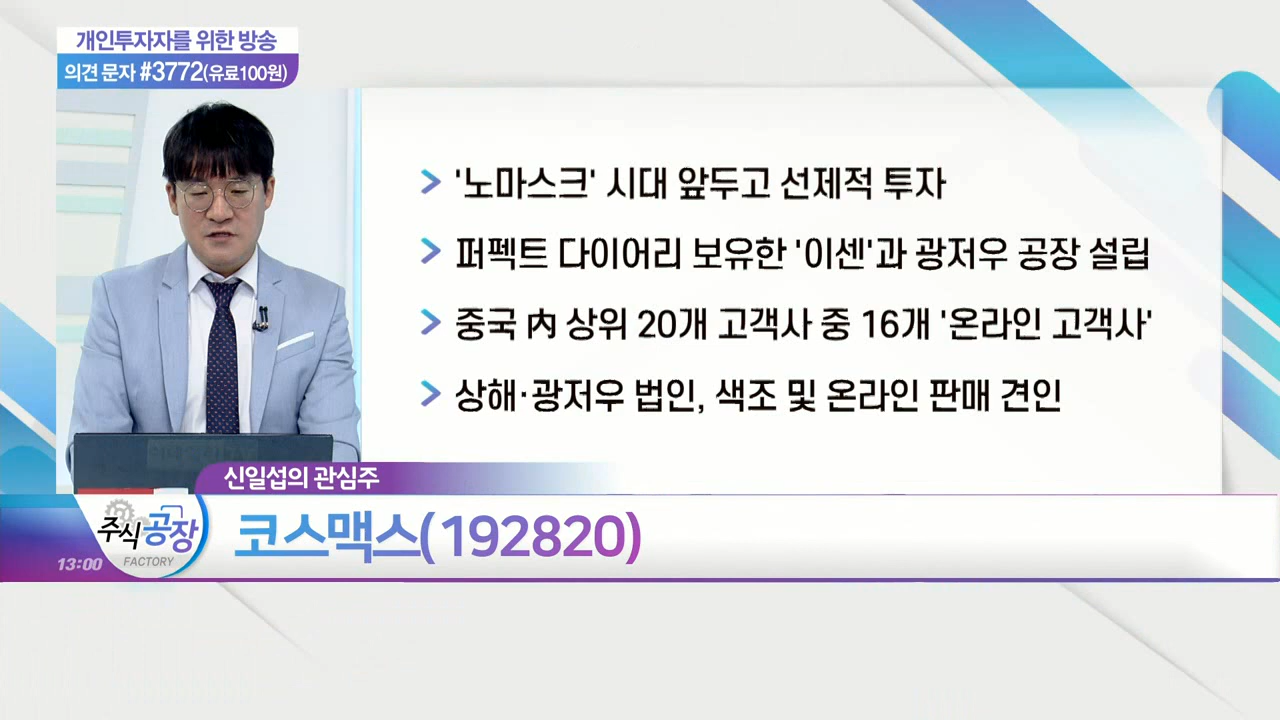 개인투자자를 위한 방송
의견 문자 #3772(유료100원)
'노마스크' 시대 앞두고 선제적 투자
퍼펙트 다이어리 보유한 '이센'과 광저우 공장 설립
중국 內 상위 20개 고객사 중 16개 '온라인 고객사'
상해·광저우 법인, 색조 및 온라인 판매 견인
신일섭의 관심주
주식공장
FACTORY
13:00
코스맥스(192820)